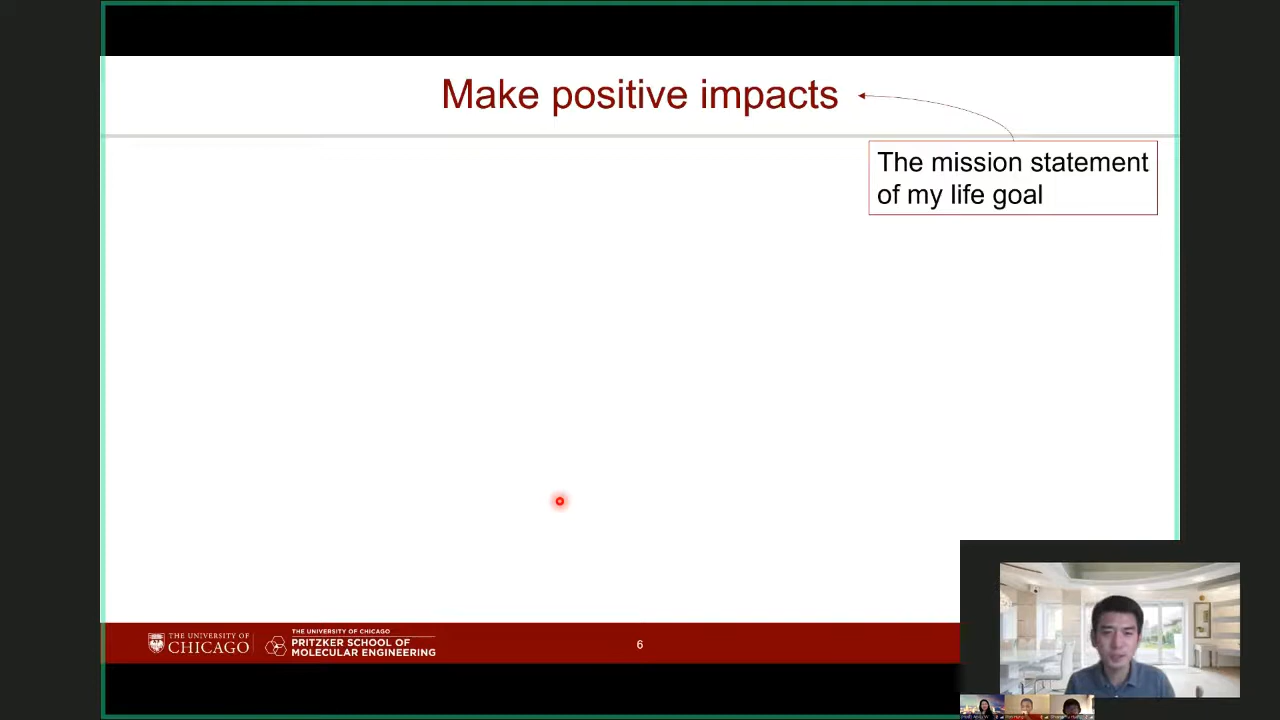 Make positive impacts
The mission statement
of my life goal
THE UNIVERSITY OF
CHICAGO
THE UNIVERSITY OF CHICAGO
PRITZKER SCHOOL OF
MOLECULAR ENGINEERING
6